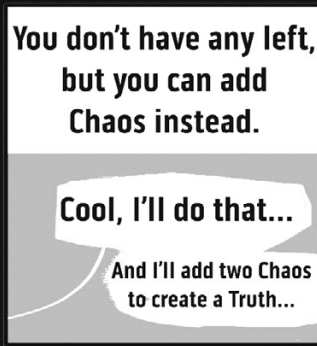 You don't have any left,
but you can add
Chaos instead.
Cool, I'll do that...
And I'll add two Chaos
to create a Truth...